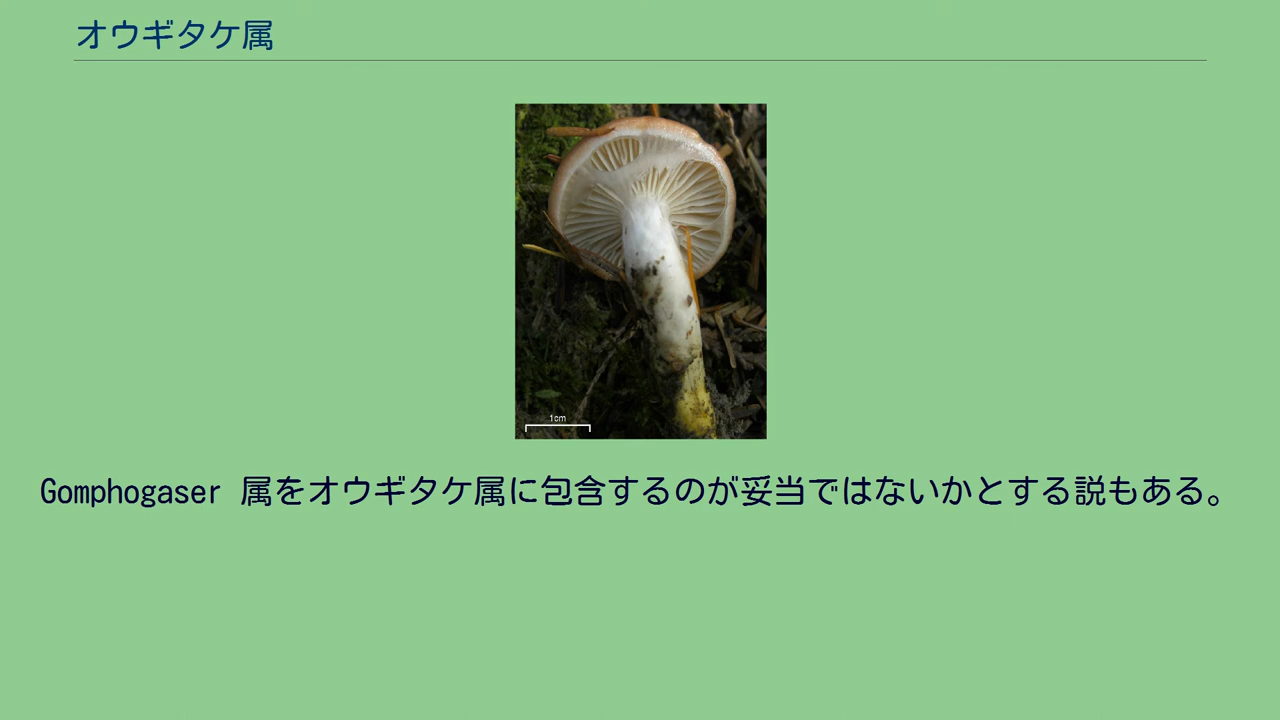 オウギタケ属
1cm
Gomphogaser 属をオウギタケ属に包含するのが妥当ではないかとする説もある。